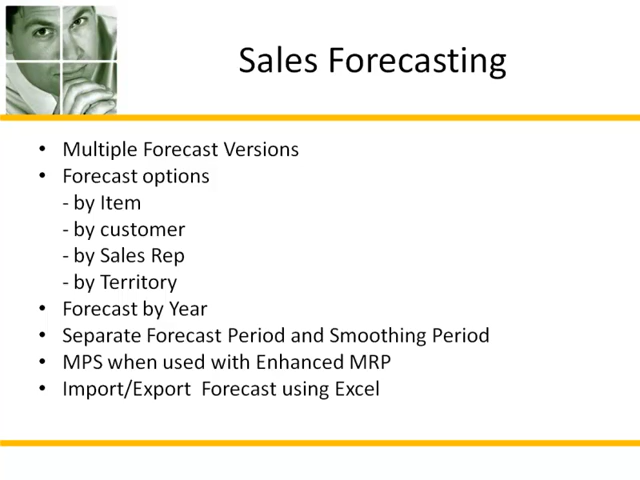 Sales Forecasting
• Multiple Forecast Versions
• Forecast options
- by Item
- by customer
- by Sales Rep
- by Territory
• Forecast by Year
• Separate Forecast Period and Smoothing Period
• MPS when used with Enhanced MRP
• Import/Export  Forecast using Excel